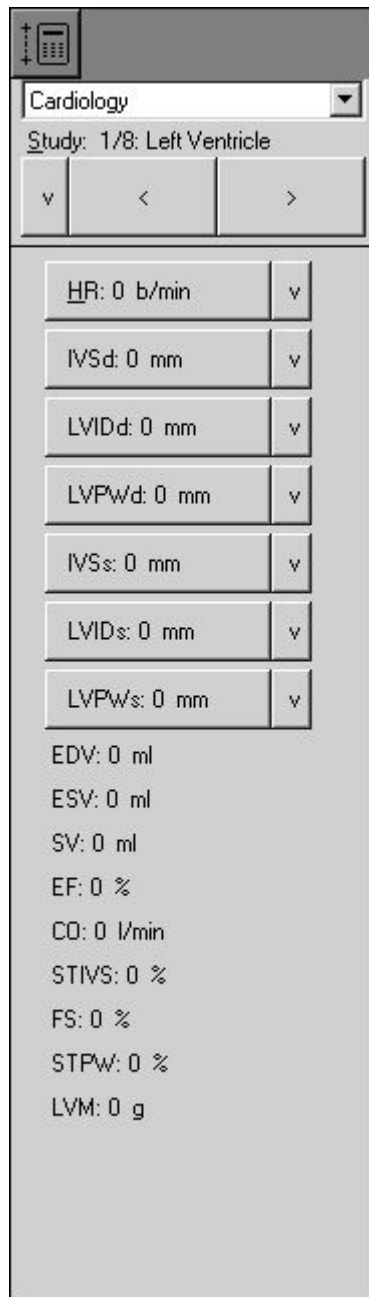 Cardiology
Study: 1/8: Left Ventricle
v < >
HR: 0 b/min v
IVSd: 0 mm v
LVIDd: 0 mm v
LVPWd: 0 mm v
IVSs: 0 mm v
LVIDs: 0 mm v
LVPWs: 0 mm v
EDV: 0 ml
ESV: 0 ml
SV: 0 ml
EF: 0 %
CO: 0 l/min
STIVS: 0 %
FS: 0 %
STPW: 0 %
LVM: 0 g